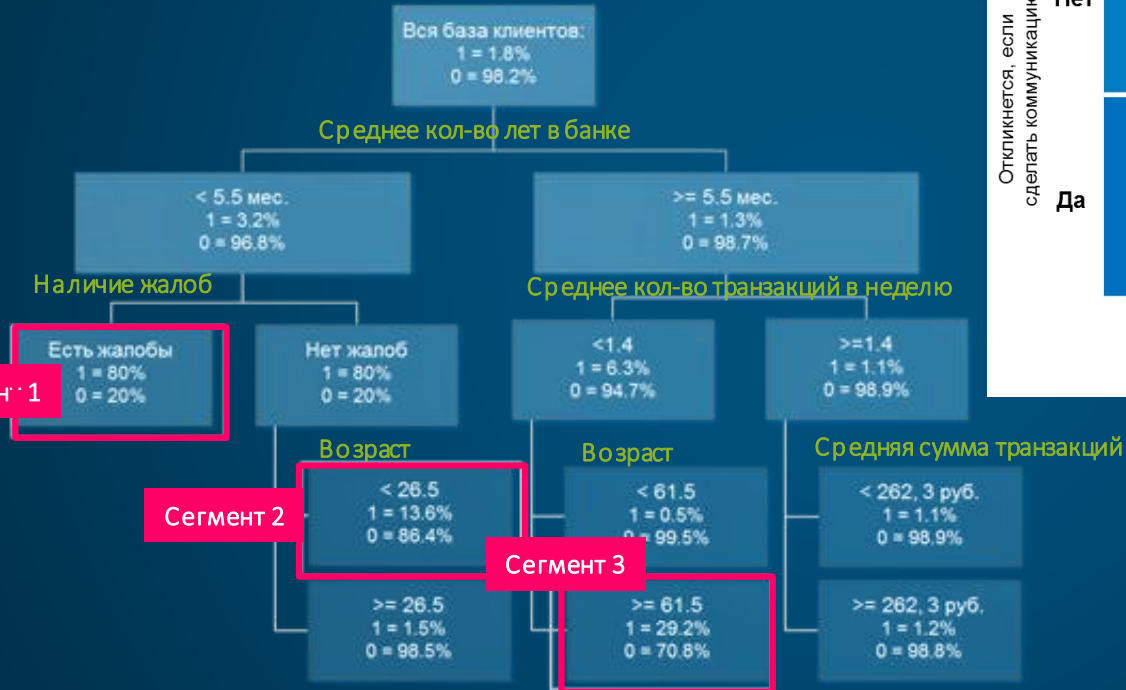 Вся база клиентов:
1 = 1.8%
0 = 98.2%
Среднее кол-во лет в банке
< 5.5 мес.
1 = 3.2%
0 = 96.8%
>= 5.5 мес.
1 = 1.3%
0 = 98.7%
Наличие жалоб
Среднее кол-во транзакций в неделю
Есть жалобы
1 = 80%
0 = 20%
Нет жалоб
1 = 80%
0 = 20%
<1.4
1 = 6.3%
0 = 94.7%
>=1.4
1 = 1.1%
0 = 98.9%
1
Возраст
Возраст
Средняя сумма транзакций
< 26.5
1 = 13.6%
0 = 86.4%
Сегмент 2
< 61.5
1 = 0.5%
= 99.5%
< 262, 3 руб.
1 = 1.1%
0 = 98.9%
Сегмент 3
>= 26.5
1 = 1.5%
0 = 98.5%
>= 61.5
1 = 29.2%
0 = 70.8%
>= 262, 3 руб.
1 = 1.2%
0 = 98.8%
Откликнется, если
сделать коммуникацию
Нет
Да